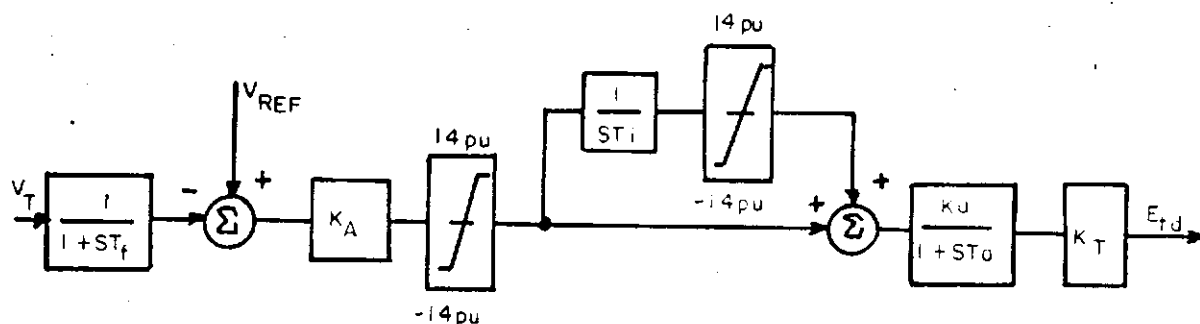 V_T
1
1 + ST_f
V_REF
-
+
Σ
K_A
14 pu
-14 pu
1
ST i
14 pu
-14 pu
+
+
Σ
Ku
1 + STa
K_T
E_fd